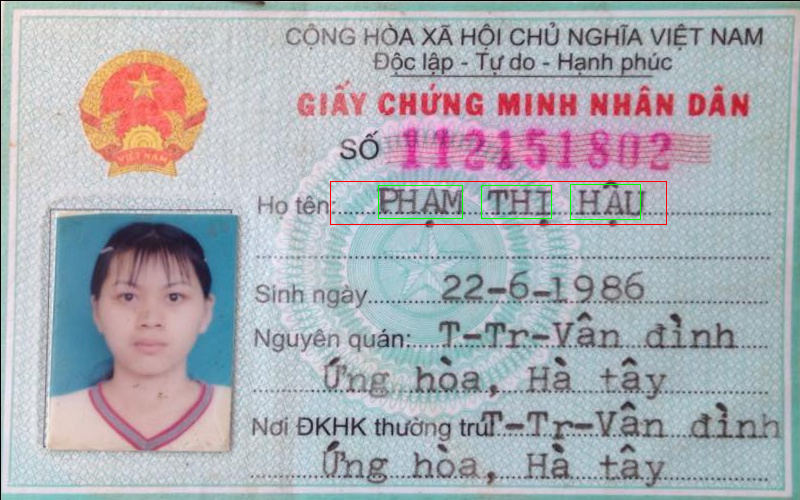 CỘNG HÒA XÃ HỘI CHỦ NGHĨA VIỆT NAM
Độc lập - Tự do - Hạnh phúc
GIẤY CHỨNG MINH NHÂN DÂN
SỐ 112151802
VIỆT NAM
Họ tên: PHẠM THỊ HẬU
Sinh ngày 22-6-1986
Nguyên quán: T-Tr-Vân đình
Ứng hòa, Hà tây
Nơi ĐKHK thường trú T-Tr-Vân đình
Ứng hòa, Hà tây